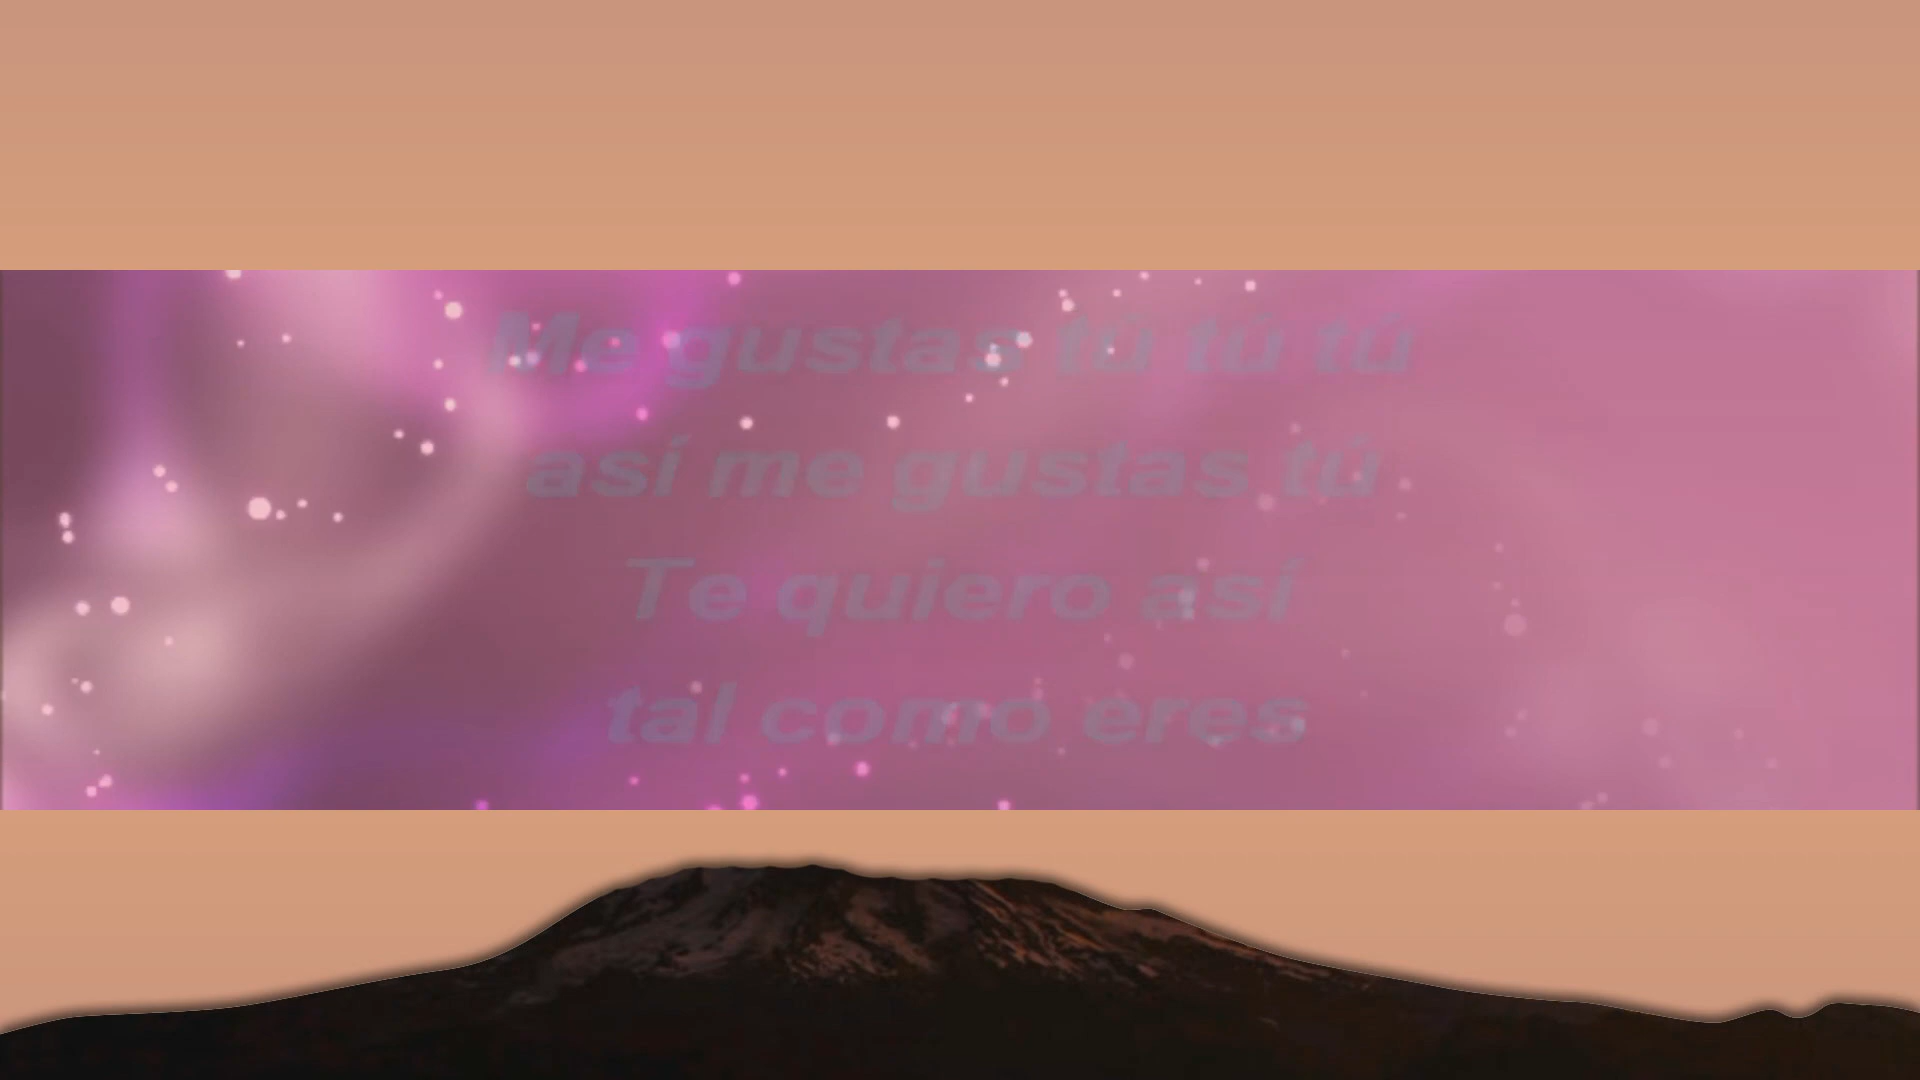 Me gustas tú tú tú
así me gustas tú
Te quiero así
tal como eres